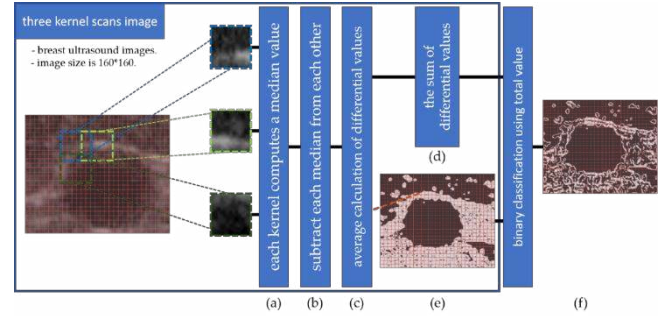 three kernel scans image
- breast ultrasound images.
- image size is 160*160.
each kernel computes a median value
subtract each median from each other
average calculation of differential values
the sum of
differential values
(d)
binary classification using total value
(a)
(b)
(c)
(e)
(f)